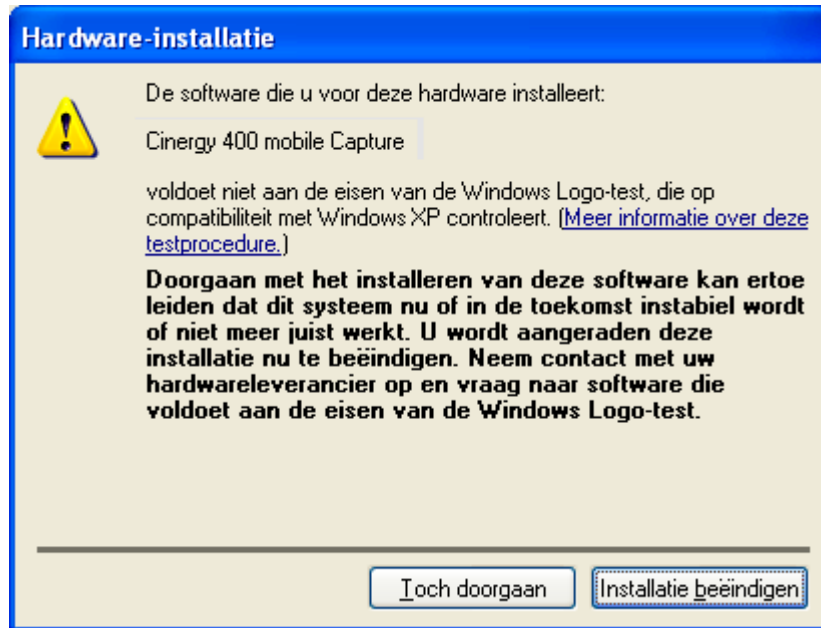 Hardware-installatie
De software die u voor deze hardware installeert:
Cinergy 400 mobile Capture
voldoet niet aan de eisen van de Windows Logo-test, die op
compatibiliteit met Windows XP controleert. (Meer informatie over deze
testprocedure.)
Doorgaan met het installeren van deze software kan ertoe
leiden dat dit systeem nu of in de toekomst instabiel wordt
of niet meer juist werkt. U wordt aangeraden deze
installatie nu te beëindigen. Neem contact met uw
hardwareleverancier op en vraag naar software die
voldoet aan de eisen van de Windows Logo-test.
Toch doorgaan
Installatie beëindigen